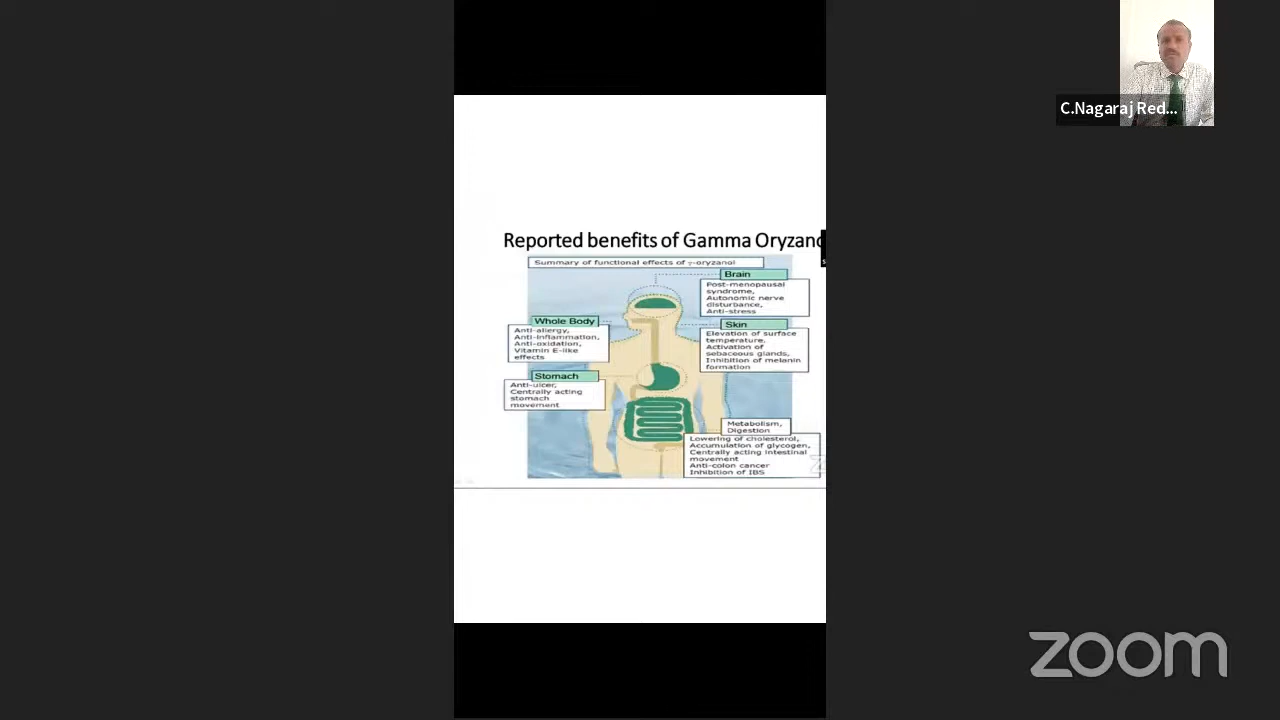 C.Nagaraj Red...
Reported benefits of Gamma Oryzano
Summary of functional effects of γ-oryzanol
Brain
Post-menopausal
syndrome,
Autonomic nerve
disturbance,
Anti-stress
Whole Body
Anti-allergy,
Anti-inflammation,
Anti-oxidation,
Vitamin E-like
effects
Skin
Elevation of surface
temperature,
Activation of
sebaceous glands,
Inhibition of melanin
formation
Stomach
Anti-ulcer,
Centrally acting
stomach
movement
Metabolism,
Digestion
Lowering of cholesterol,
Accumulation of glycogen,
Centrally acting intestinal
movement
Anti-colon cancer
Inhibition of IBS
zoom